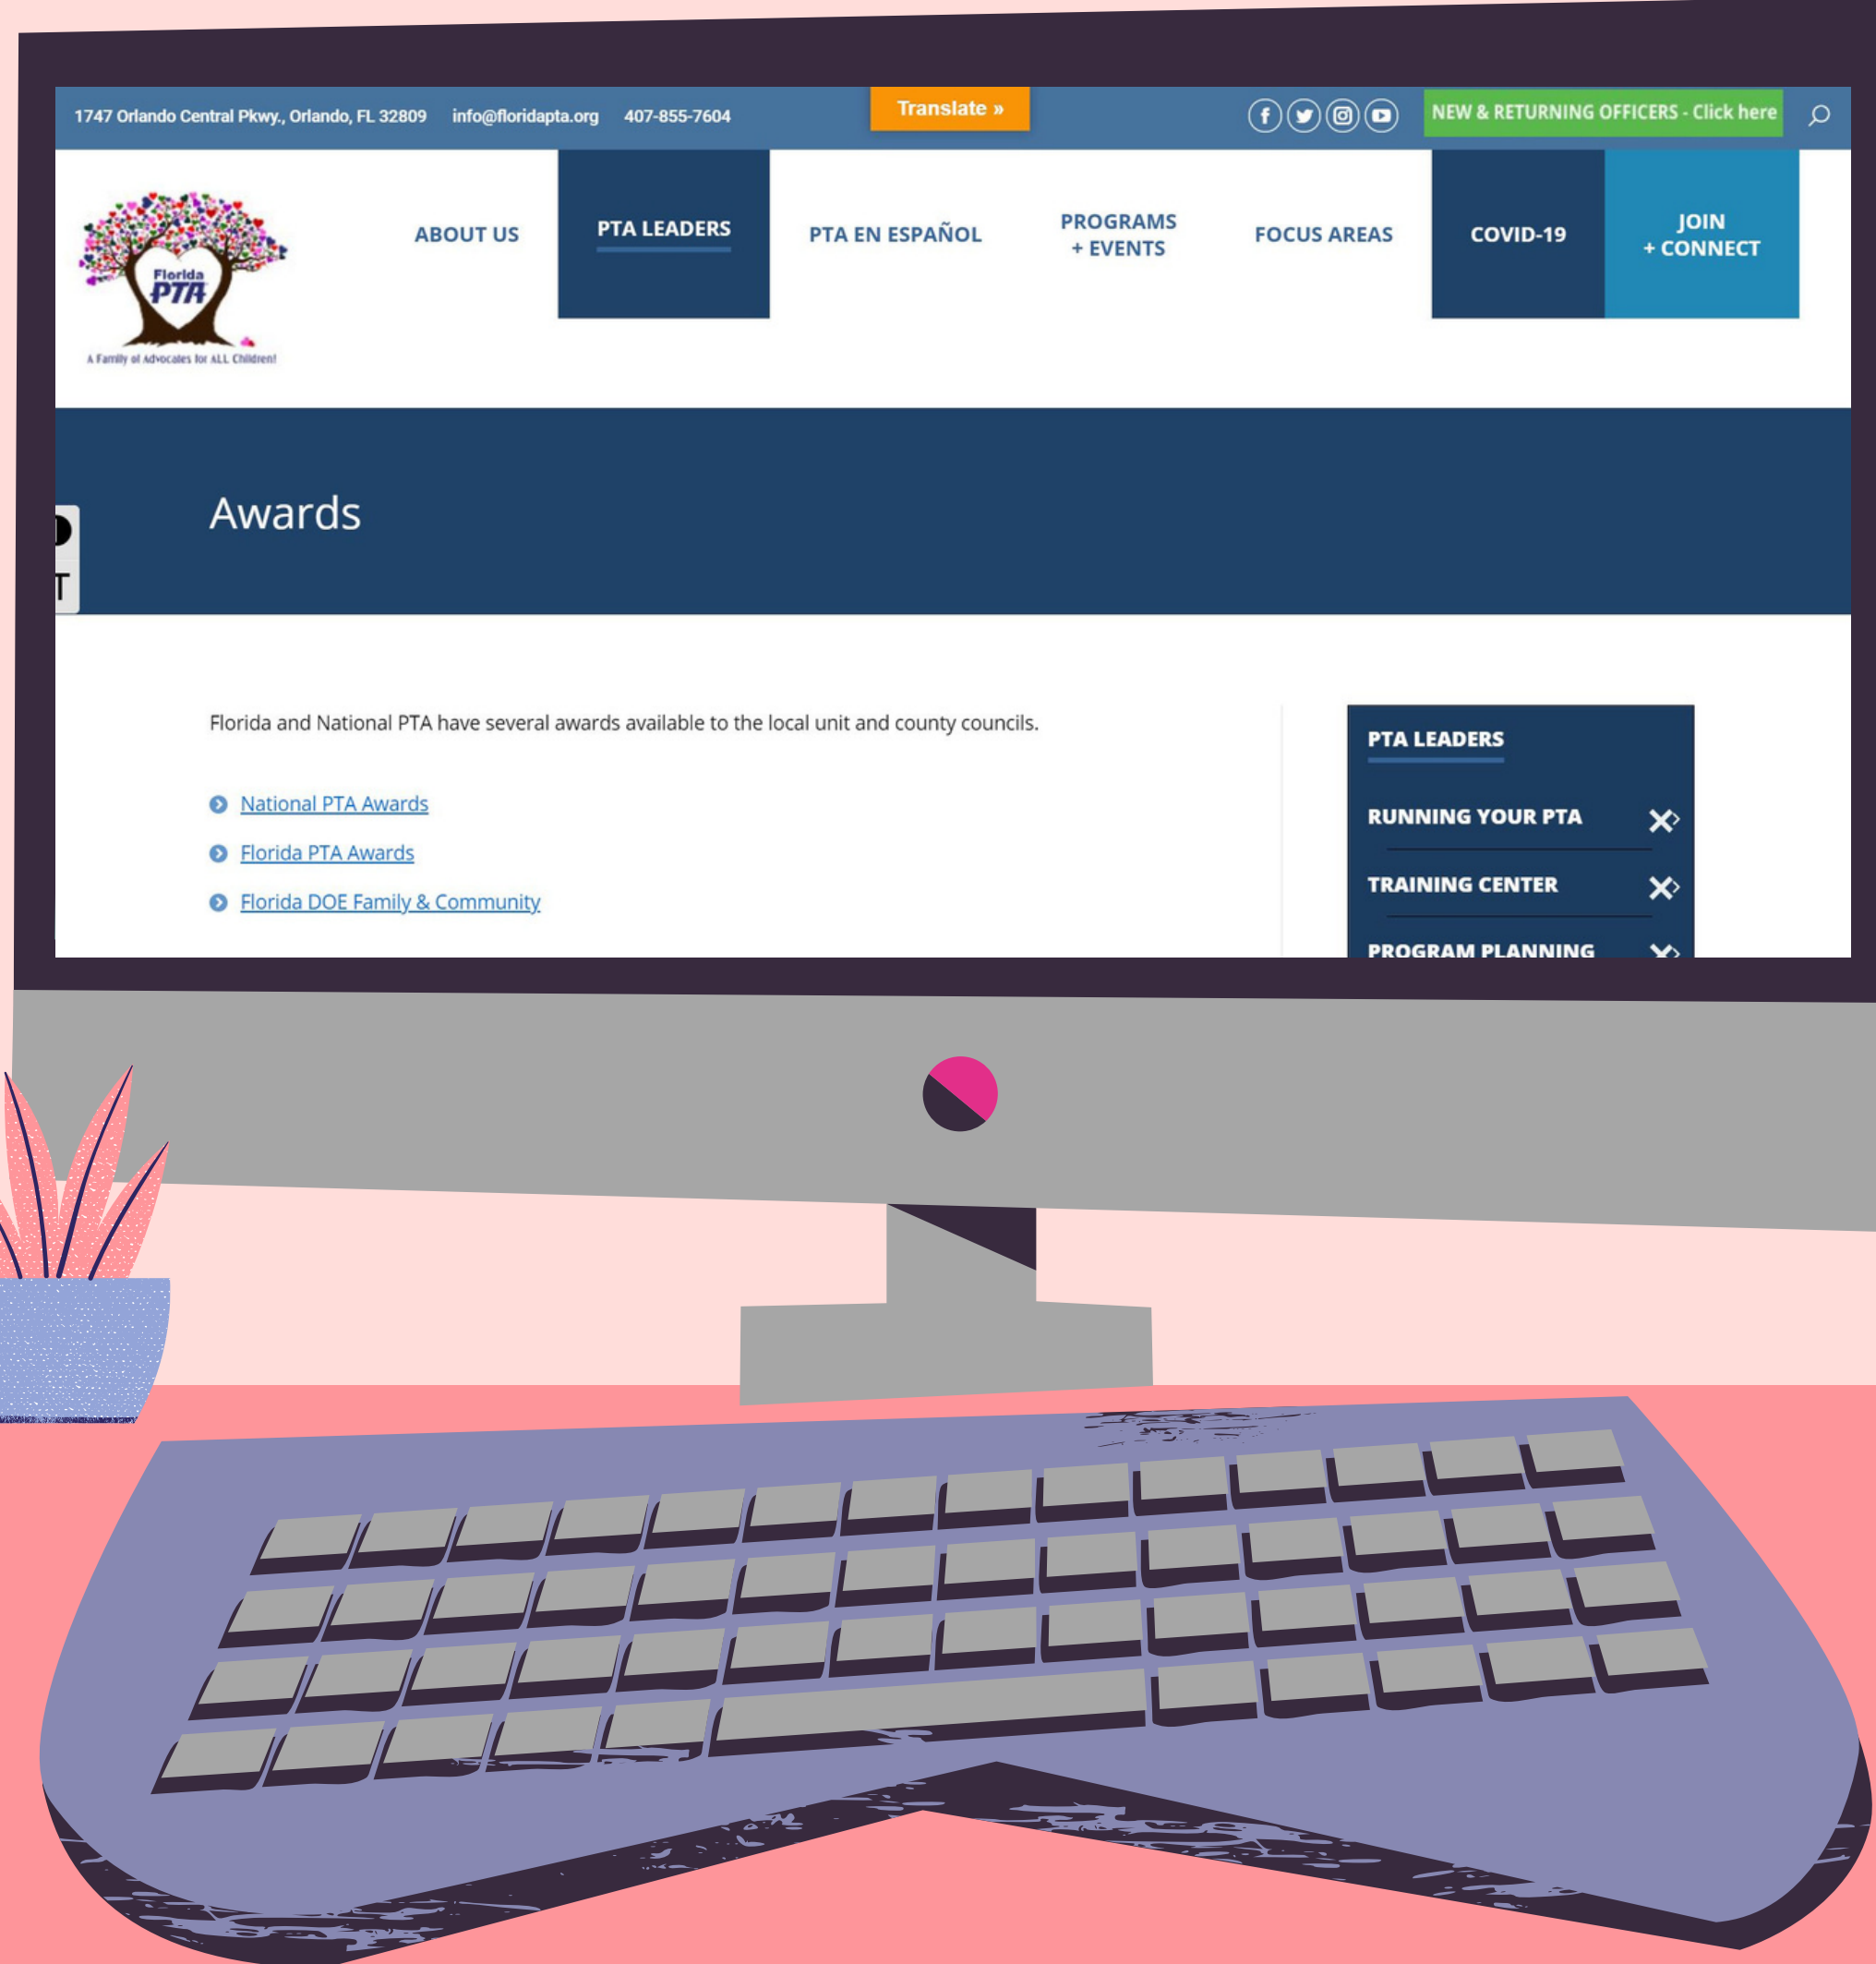 1747 Orlando Central Pkwy., Orlando, FL 32809 info@floridapta.org 407-855-7604 Translate » NEW & RETURNING OFFICERS - Click here
Florida
PTA
A Family of Advocates for ALL Children!
ABOUT US
PTA LEADERS
PTA EN ESPAÑOL
PROGRAMS
+ EVENTS
FOCUS AREAS
COVID-19
JOIN
+ CONNECT
Awards
T
Florida and National PTA have several awards available to the local unit and county councils.
National PTA Awards
Florida PTA Awards
Florida DOE Family & Community
PTA LEADERS
RUNNING YOUR PTA
TRAINING CENTER
PROGRAM PLANNING